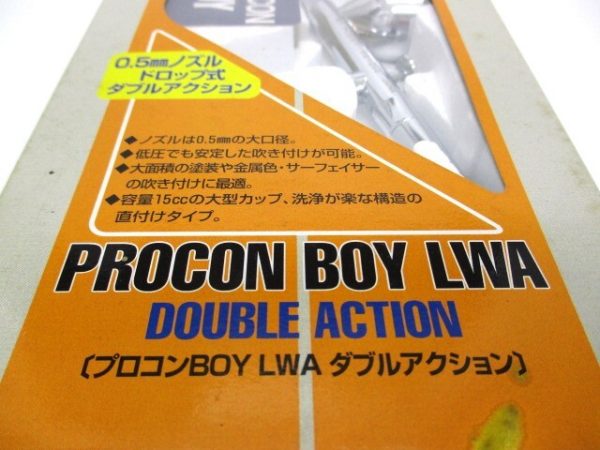 0.5mmノズル
ドロップ式
ダブルアクション
◆ノズルは0.5mmの大口径。
◆低圧でも安定した吹き付けが可能。
◆大面積の塗装や金属色・サーフェイサー
の吹き付けに最適。
◆容量15ccの大型カップ、洗浄が楽な構造の
直付けタイプ。
PROCON BOY LWA
DOUBLE ACTION
〔プロコンBOY LWA ダブルアクション〕